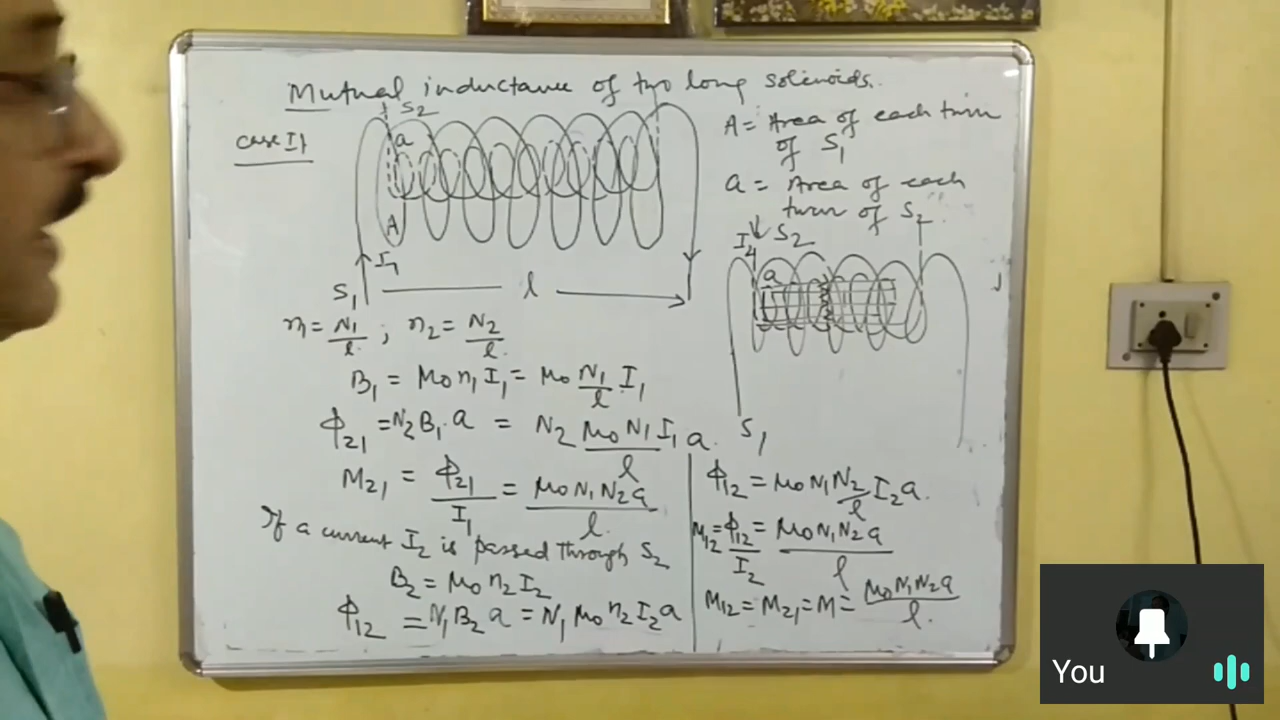 Mutual inductance of two long solenoids.
case I)
S2
a
A
I1
S1
l
A = Area of each turn
of S1
a = Area of each
turn of S2
S2
a
S1
n1 = N1/l ; n2 = N2/l.
B1 = μ0 n1 I1 = μ0 N1/l I1
Φ21 = N2 B1 . a = N2 μ0 N1 I1 a / l
M21 = Φ21/I1 = μ0 N1 N2 a / l.
If a current I2 is passed through S2
B2 = μ0 n2 I2
Φ12 = N1 B2 a = N1 μ0 n2 I2 a
Φ12 = μ0 N1 N2/l I2 a.
M12 = Φ12/I2 = μ0 N1 N2 a / l
M12 = M21 = M = μ0 N1 N2 a / l.
You